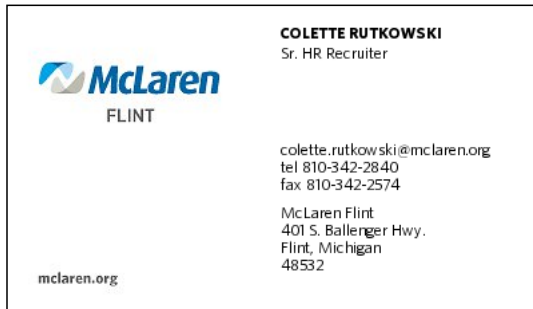 McLaren
FLINT
mclaren.org
COLETTE RUTKOWSKI
Sr. HR Recruiter
colette.rutkowski@mclaren.org
tel 810-342-2840
fax 810-342-2574
McLaren Flint
401 S. Ballenger Hwy.
Flint, Michigan
48532